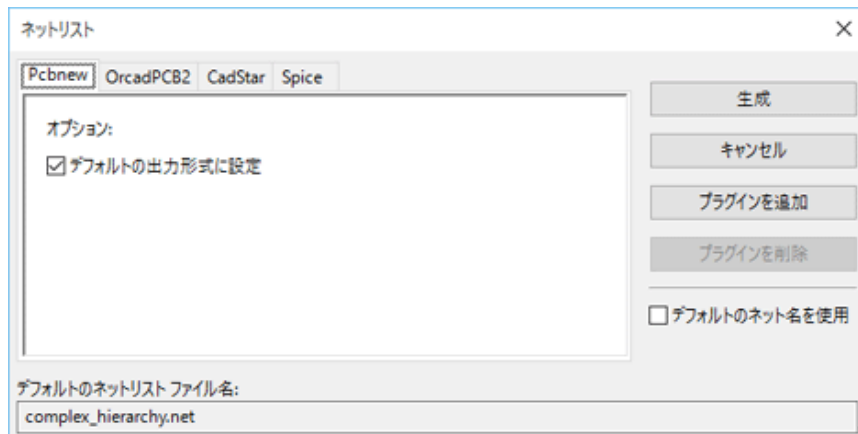 ネットリスト
Pcbnew OrcadPCB2 CadStar Spice
オプション:
デフォルトの出力形式に設定
生成
キャンセル
プラグインを追加
プラグインを削除
デフォルトのネット名を使用
デフォルトのネットリスト ファイル名:
complex_hierarchy.net